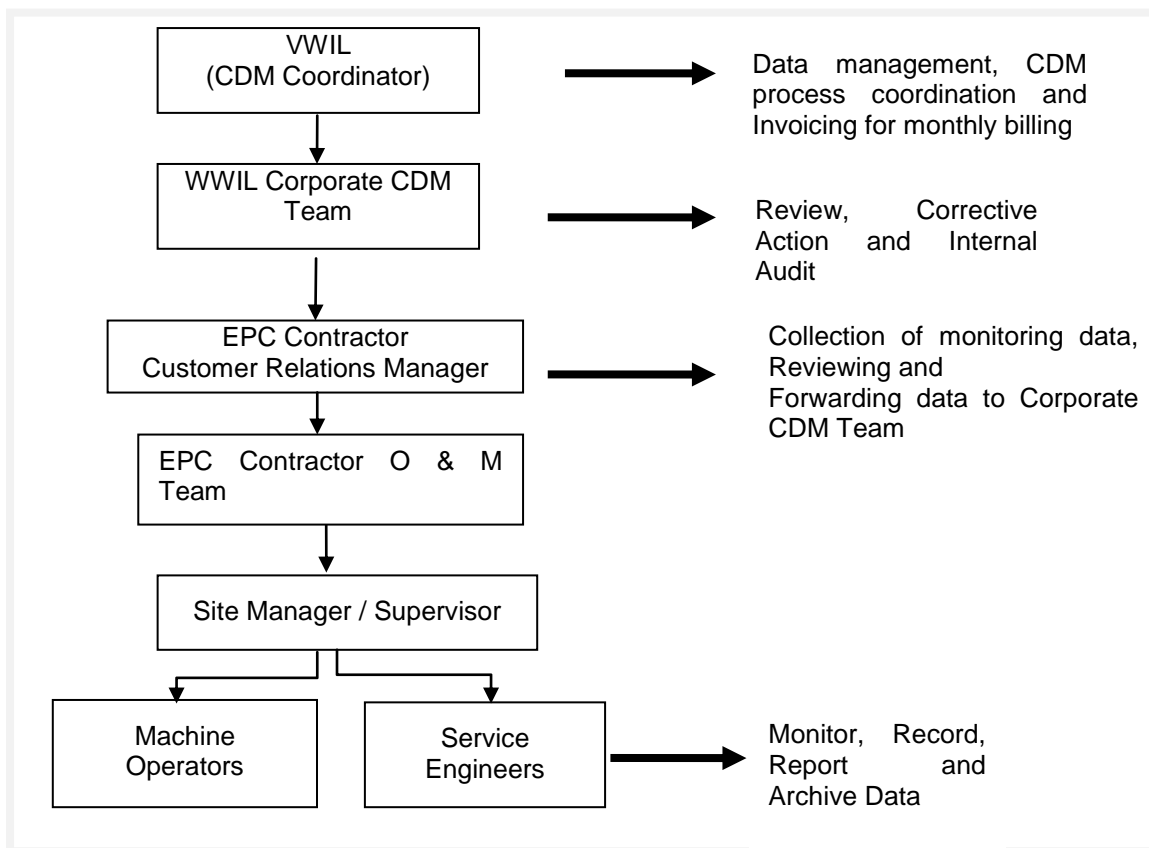 VWIL
(CDM Coordinator)
Data management, CDM
process coordination and
Invoicing for monthly billing
WWIL Corporate CDM
Team
Review, Corrective
Action and Internal
Audit
EPC Contractor
Customer Relations Manager
Collection of monitoring data,
Reviewing and
Forwarding data to Corporate
CDM Team
EPC Contractor O & M
Team
Site Manager / Supervisor
Machine
Operators
Service
Engineers
Monitor, Record,
Report and
Archive Data